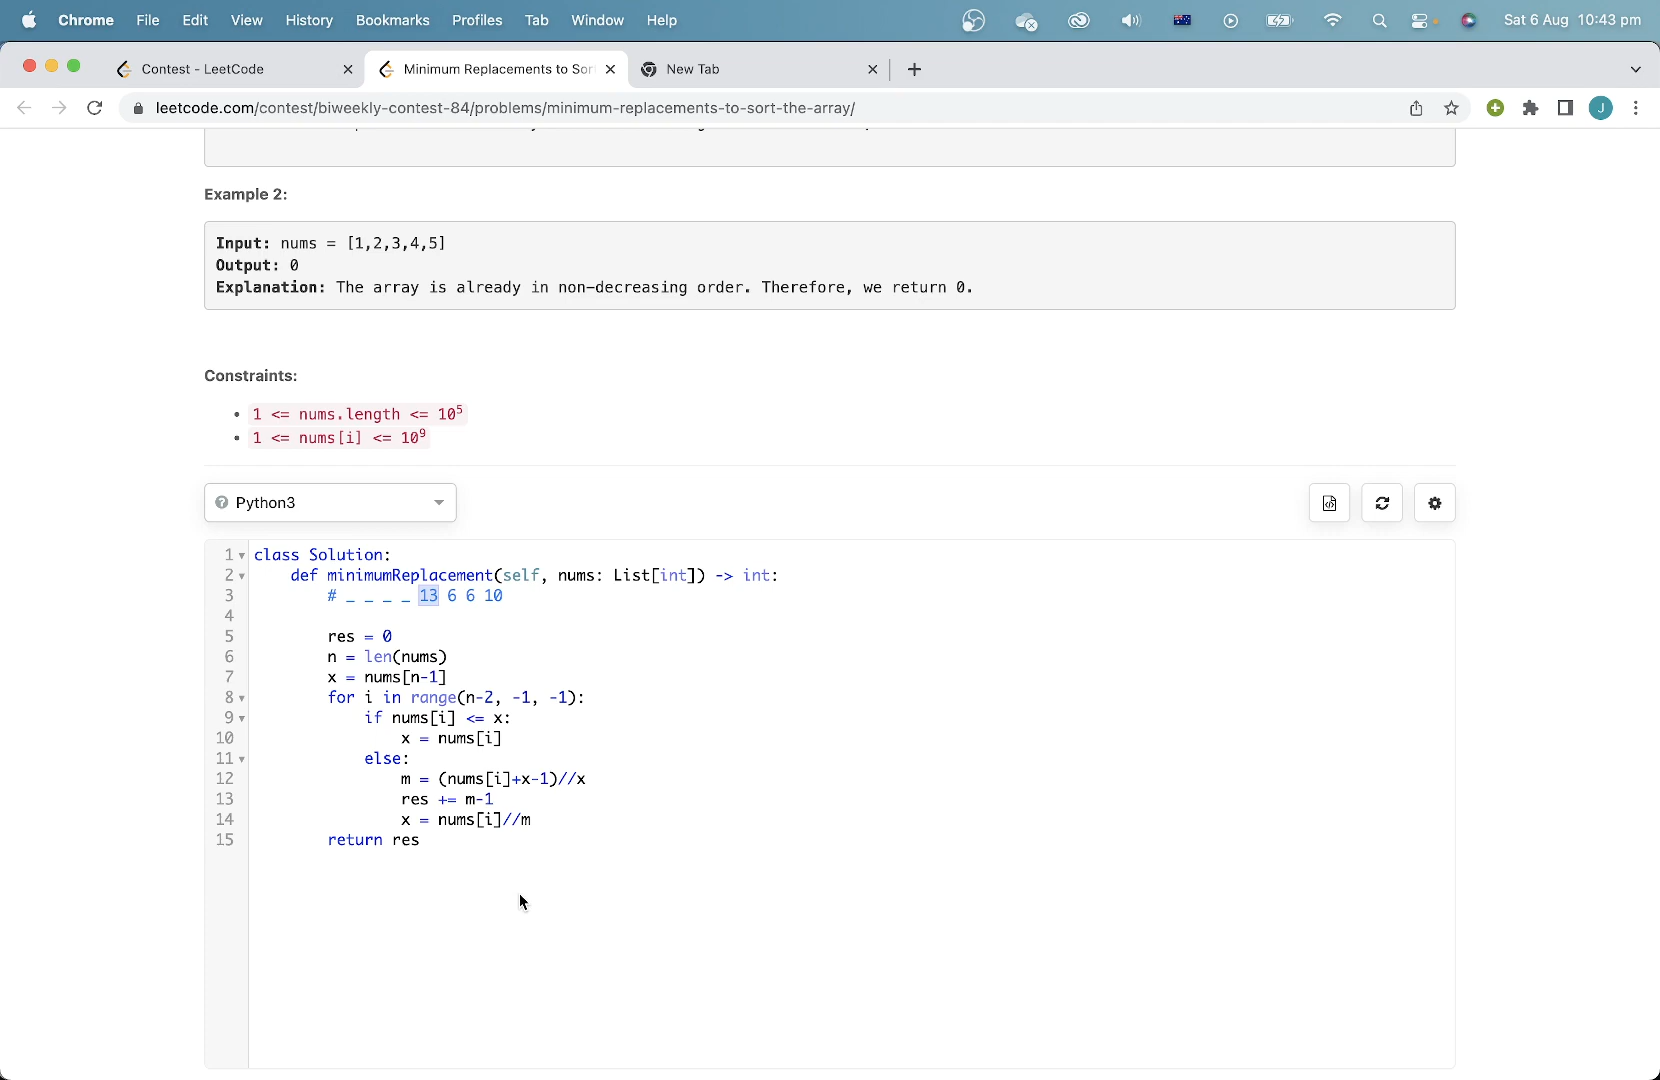 Chrome File Edit View History Bookmarks Profiles Tab Window Help Sat 6 Aug 10:43 pm
Contest - LeetCode Minimum Replacements to Sor New Tab
leetcode.com/contest/biweekly-contest-84/problems/minimum-replacements-to-sort-the-array/ J
Example 2:
Input: nums = [1,2,3,4,5]
Output: 0
Explanation: The array is already in non-decreasing order. Therefore, we return 0.
Constraints:
• 1 <= nums.length <= 10⁵
• 1 <= nums[i] <= 10⁹
Python3
1 class Solution:
2 def minimumReplacement(self, nums: List[int]) -> int:
3 # _ _ _ _ 13 6 6 10
4
5 res = 0
6 n = len(nums)
7 x = nums[n-1]
8 for i in range(n-2, -1, -1):
9 if nums[i] <= x:
10 x = nums[i]
11 else:
12 m = (nums[i]+x-1)//x
13 res += m-1
14 x = nums[i]//m
15 return res